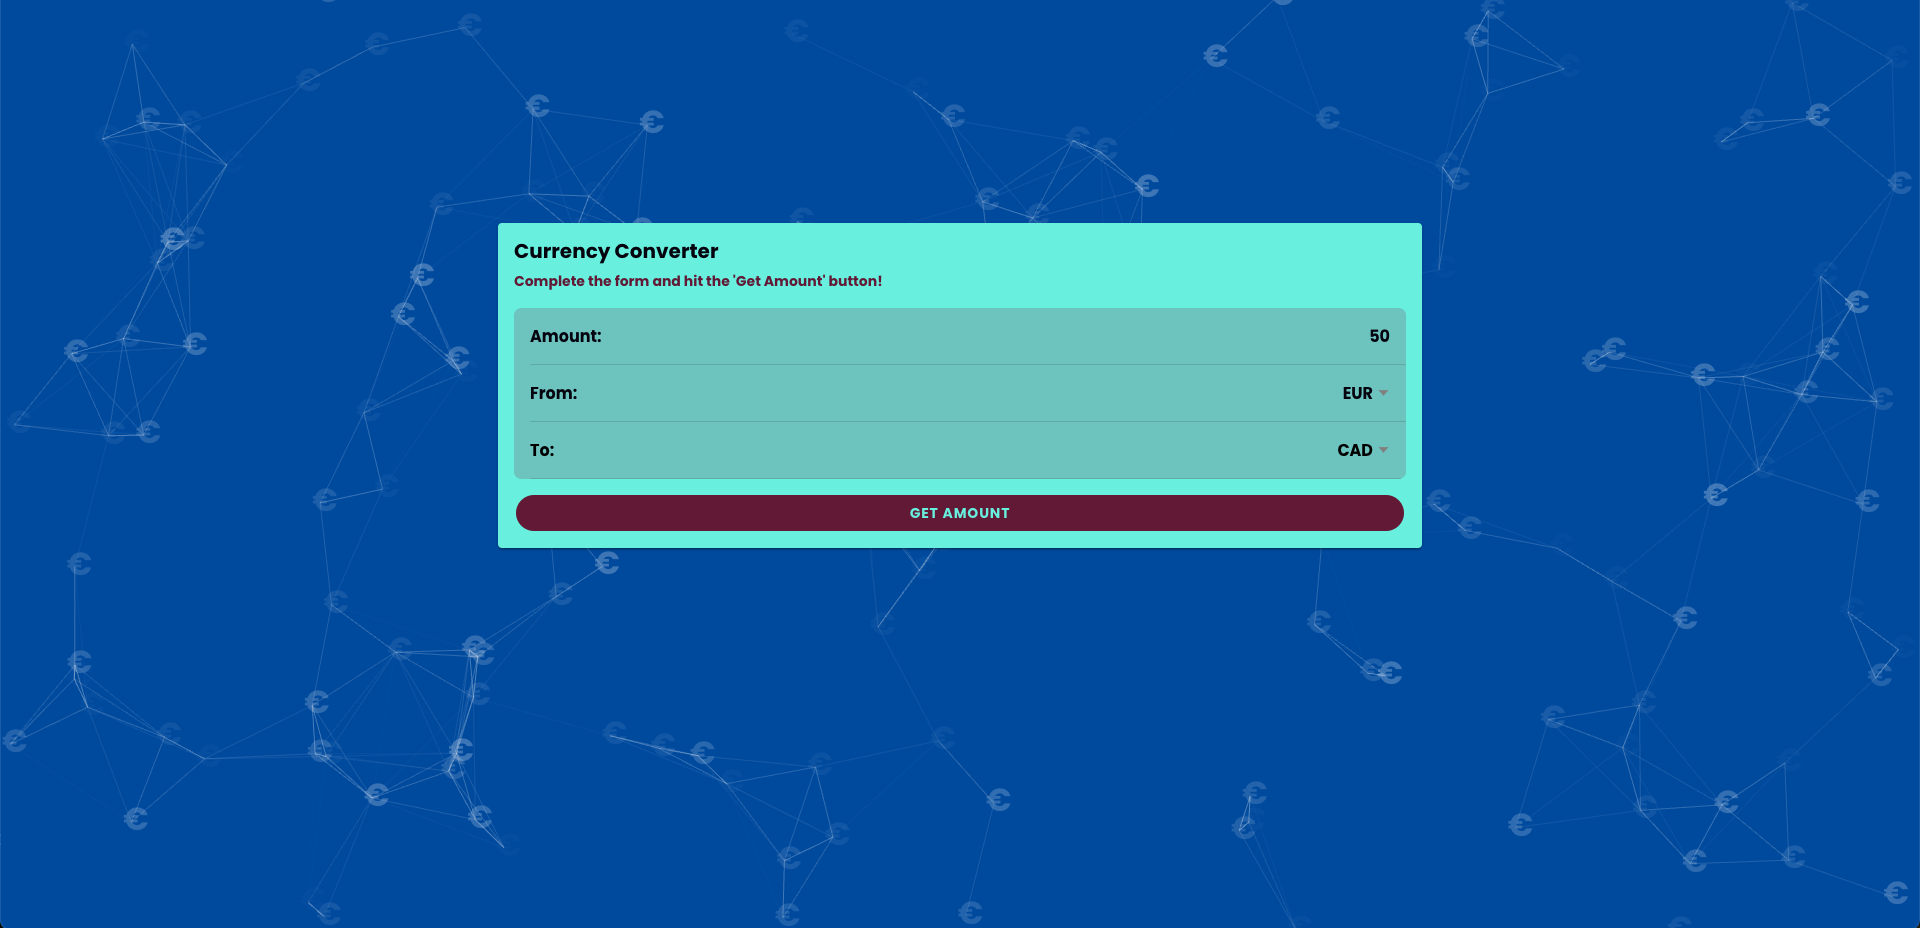 Currency Converter
Complete the form and hit the 'Get Amount' button!
Amount: 50
From: EUR
To: CAD
GET AMOUNT